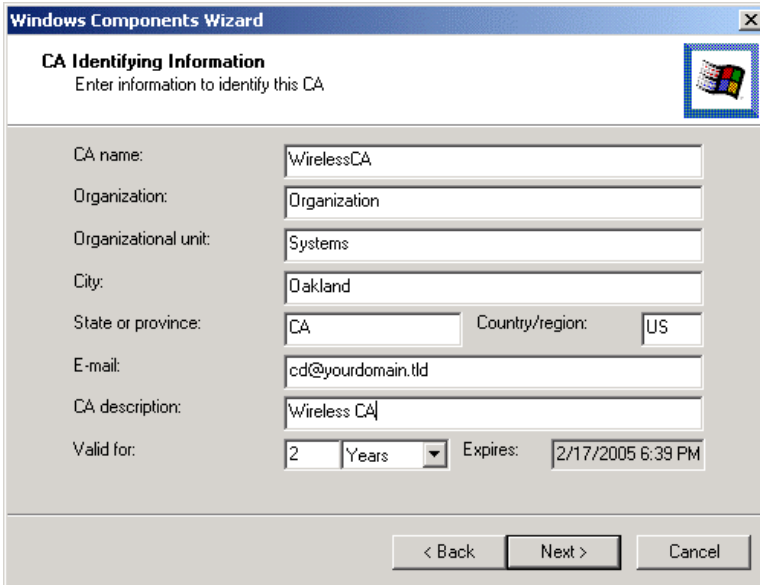 Windows Components Wizard
CA Identifying Information
Enter information to identify this CA
CA name: WirelessCA
Organization: Organization
Organizational unit: Systems
City: Oakland
State or province: CA Country/region: US
E-mail: cd@yourdomain.tld
CA description: Wireless CA
Valid for: 2 Years Expires: 2/17/2005 6:39 PM
< Back Next > Cancel